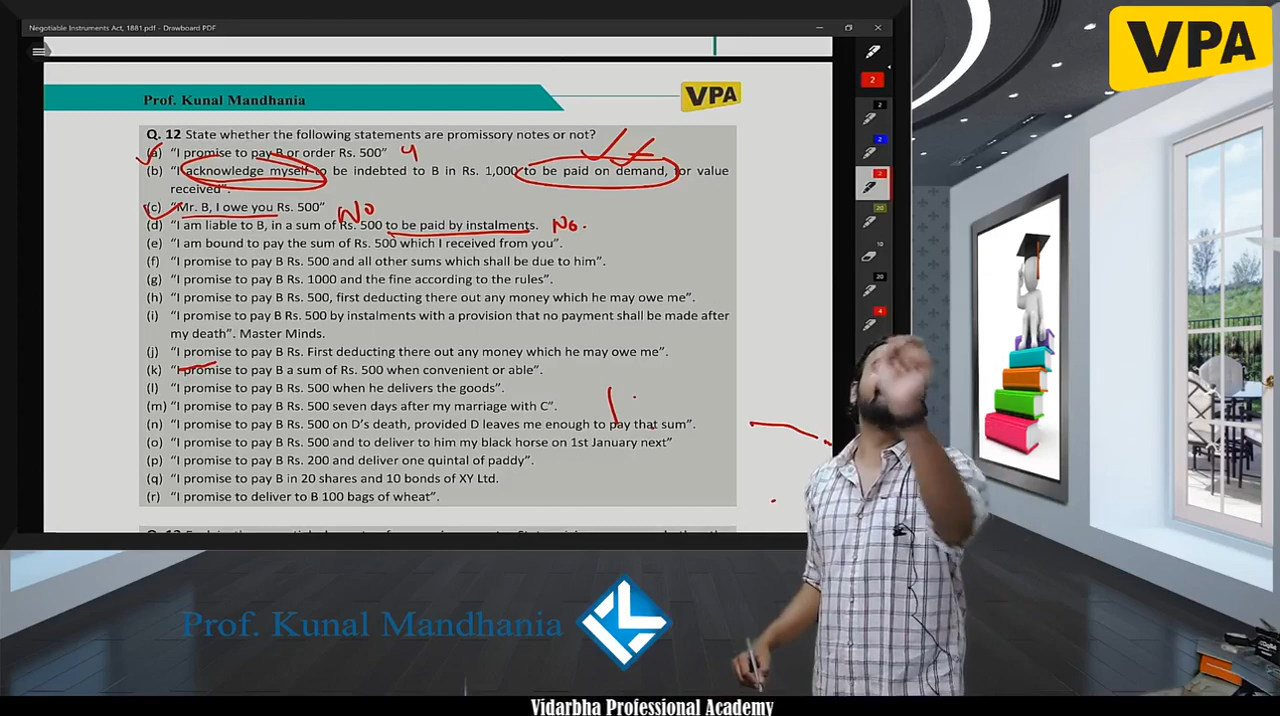 Negotiable Instruments Act, 1881.pdf - Drawboard PDF
VPA
Prof. Kunal Mandhania
VPA
Q. 12 State whether the following statements are promissory notes or not?
(a) "I promise to pay B or order Rs. 500"
(b) "I acknowledge myself to be indebted to B in Rs. 1,000 to be paid on demand, for value
received".
(c) "Mr. B, I owe you Rs. 500"
No
(d) "I am liable to B, in a sum of Rs. 500 to be paid by instalments.
No.
(e) "I am bound to pay the sum of Rs. 500 which I received from you".
(f) "I promise to pay B Rs. 500 and all other sums which shall be due to him".
(g) "I promise to pay B Rs. 1000 and the fine according to the rules".
(h) "I promise to pay B Rs. 500, first deducting there out any money which he may owe me".
(i) "I promise to pay B Rs. 500 by instalments with a provision that no payment shall be made after
my death". Master Minds.
(j) "I promise to pay B Rs. First deducting there out any money which he may owe me".
(k) "I promise to pay B a sum of Rs. 500 when convenient or able".
(l) "I promise to pay B Rs. 500 when he delivers the goods".
(m) "I promise to pay B Rs. 500 seven days after my marriage with C".
(n) "I promise to pay B Rs. 500on D's death, provided D leaves me enough to pay that sum".
(o) "I promise to pay B Rs. 500 and to deliver to him my black horse on 1st January next"
(p) "I promise to pay B Rs. 200 and deliver one quintal of paddy".
(q) "I promise to pay B in 20 shares and 10 bonds of XY Ltd.
(r) "I promise to deliver to B 100 bags of wheat".
2
2
2
2
20
10
20
4
Prof. Kunal Mandhania
Vidarbha Professional Academy